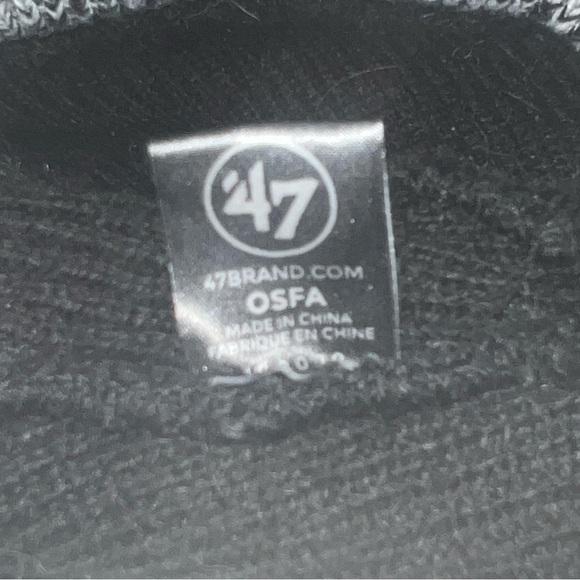 '47
47BRAND.COM
OSFA
MADE IN CHINA
FABRIQUE EN CHINE